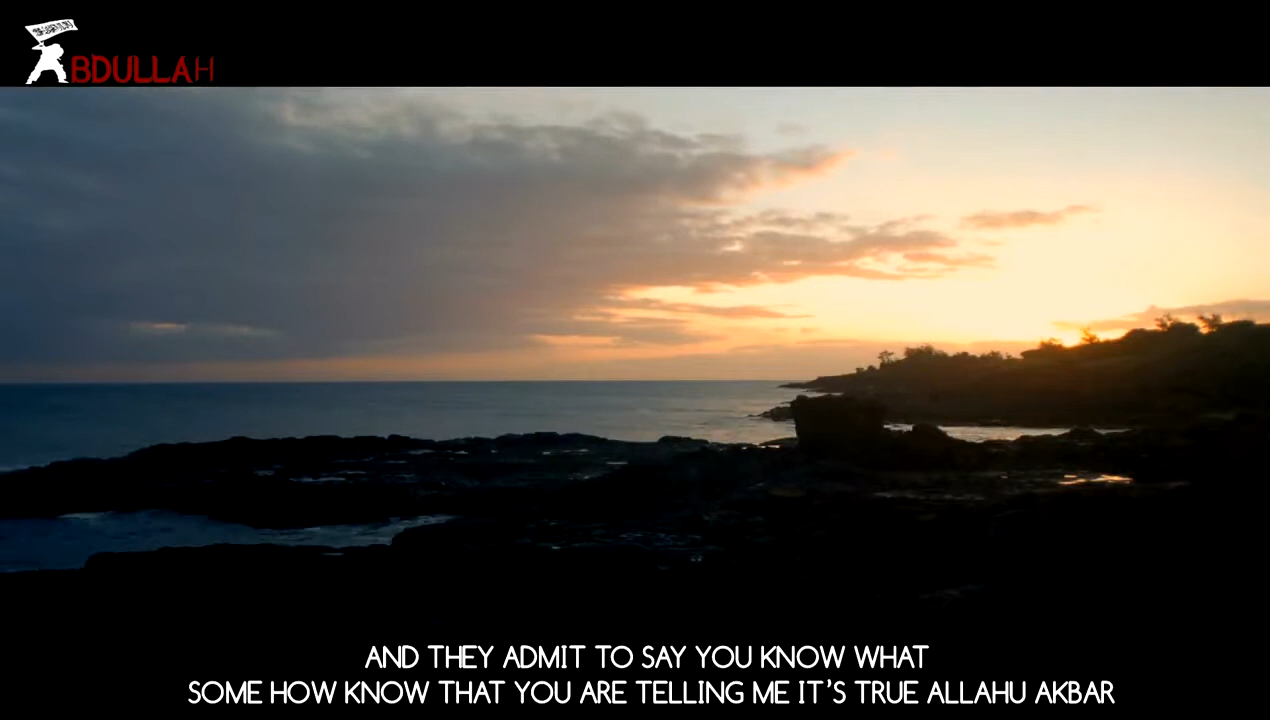 BDULLAH
AND THEY ADMIT TO SAY YOU KNOW WHAT
SOME HOW KNOW THAT YOU ARE TELLING ME IT'S TRUE ALLAHU AKBAR